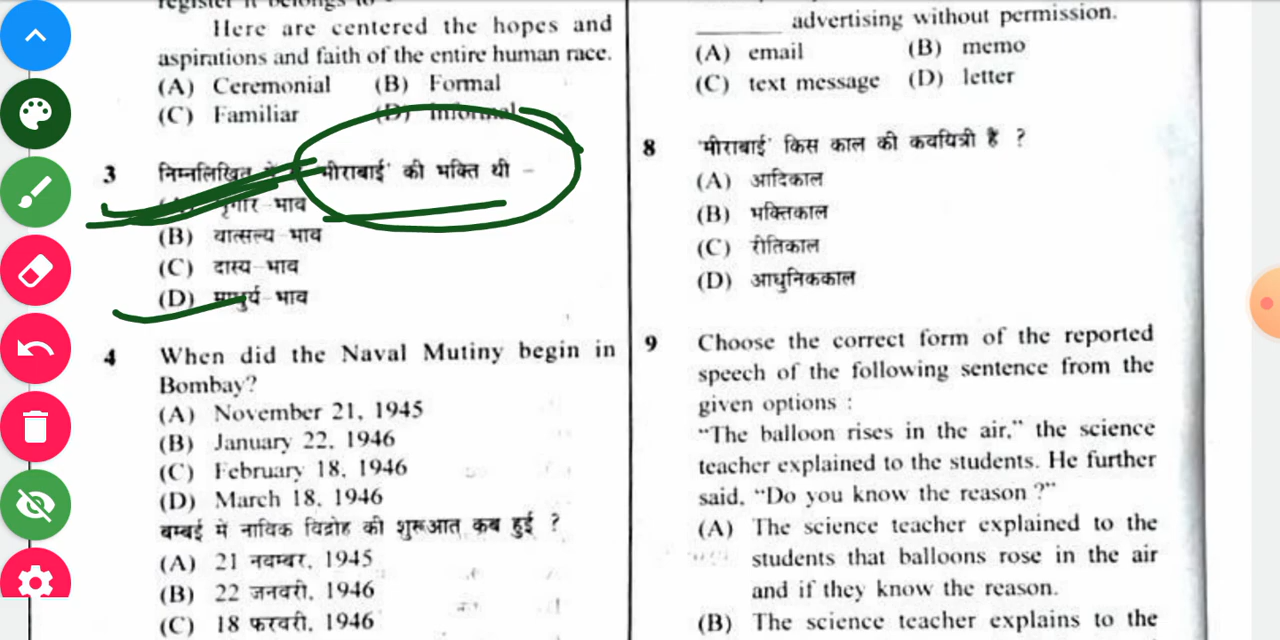 Here are centered the hopes and
aspirations and faith of the entire human race.
(A) Ceremonial (B) Formal
(C) Familiar (D) Informal
3 निम्नलिखित में 'मीराबाई' की भक्ति थी –
(A) शृंगार-भाव
(B) वात्सल्य-भाव
(C) दास्य-भाव
(D) माधुर्य-भाव
4 When did the Naval Mutiny begin in
Bombay?
(A) November 21, 1945
(B) January 22, 1946
(C) February 18, 1946
(D) March 18, 1946
बम्बई में नाविक विद्रोह की शुरूआत कब हुई ?
(A) 21 नवम्बर, 1945
(B) 22 जनवरी, 1946
(C) 18 फरवरी, 1946
______ advertising without permission.
(A) email (B) memo
(C) text message (D) letter
8 'मीराबाई' किस काल की कवयित्री है ?
(A) आदिकाल
(B) भक्तिकाल
(C) रीतिकाल
(D) आधुनिककाल
9 Choose the correct form of the reported
speech of the following sentence from the
given options :
"The balloon rises in the air," the science
teacher explained to the students. He further
said, "Do you know the reason ?"
(A) The science teacher explained to the
students that balloons rose in the air
and if they know the reason.
(B) The science teacher explains to the